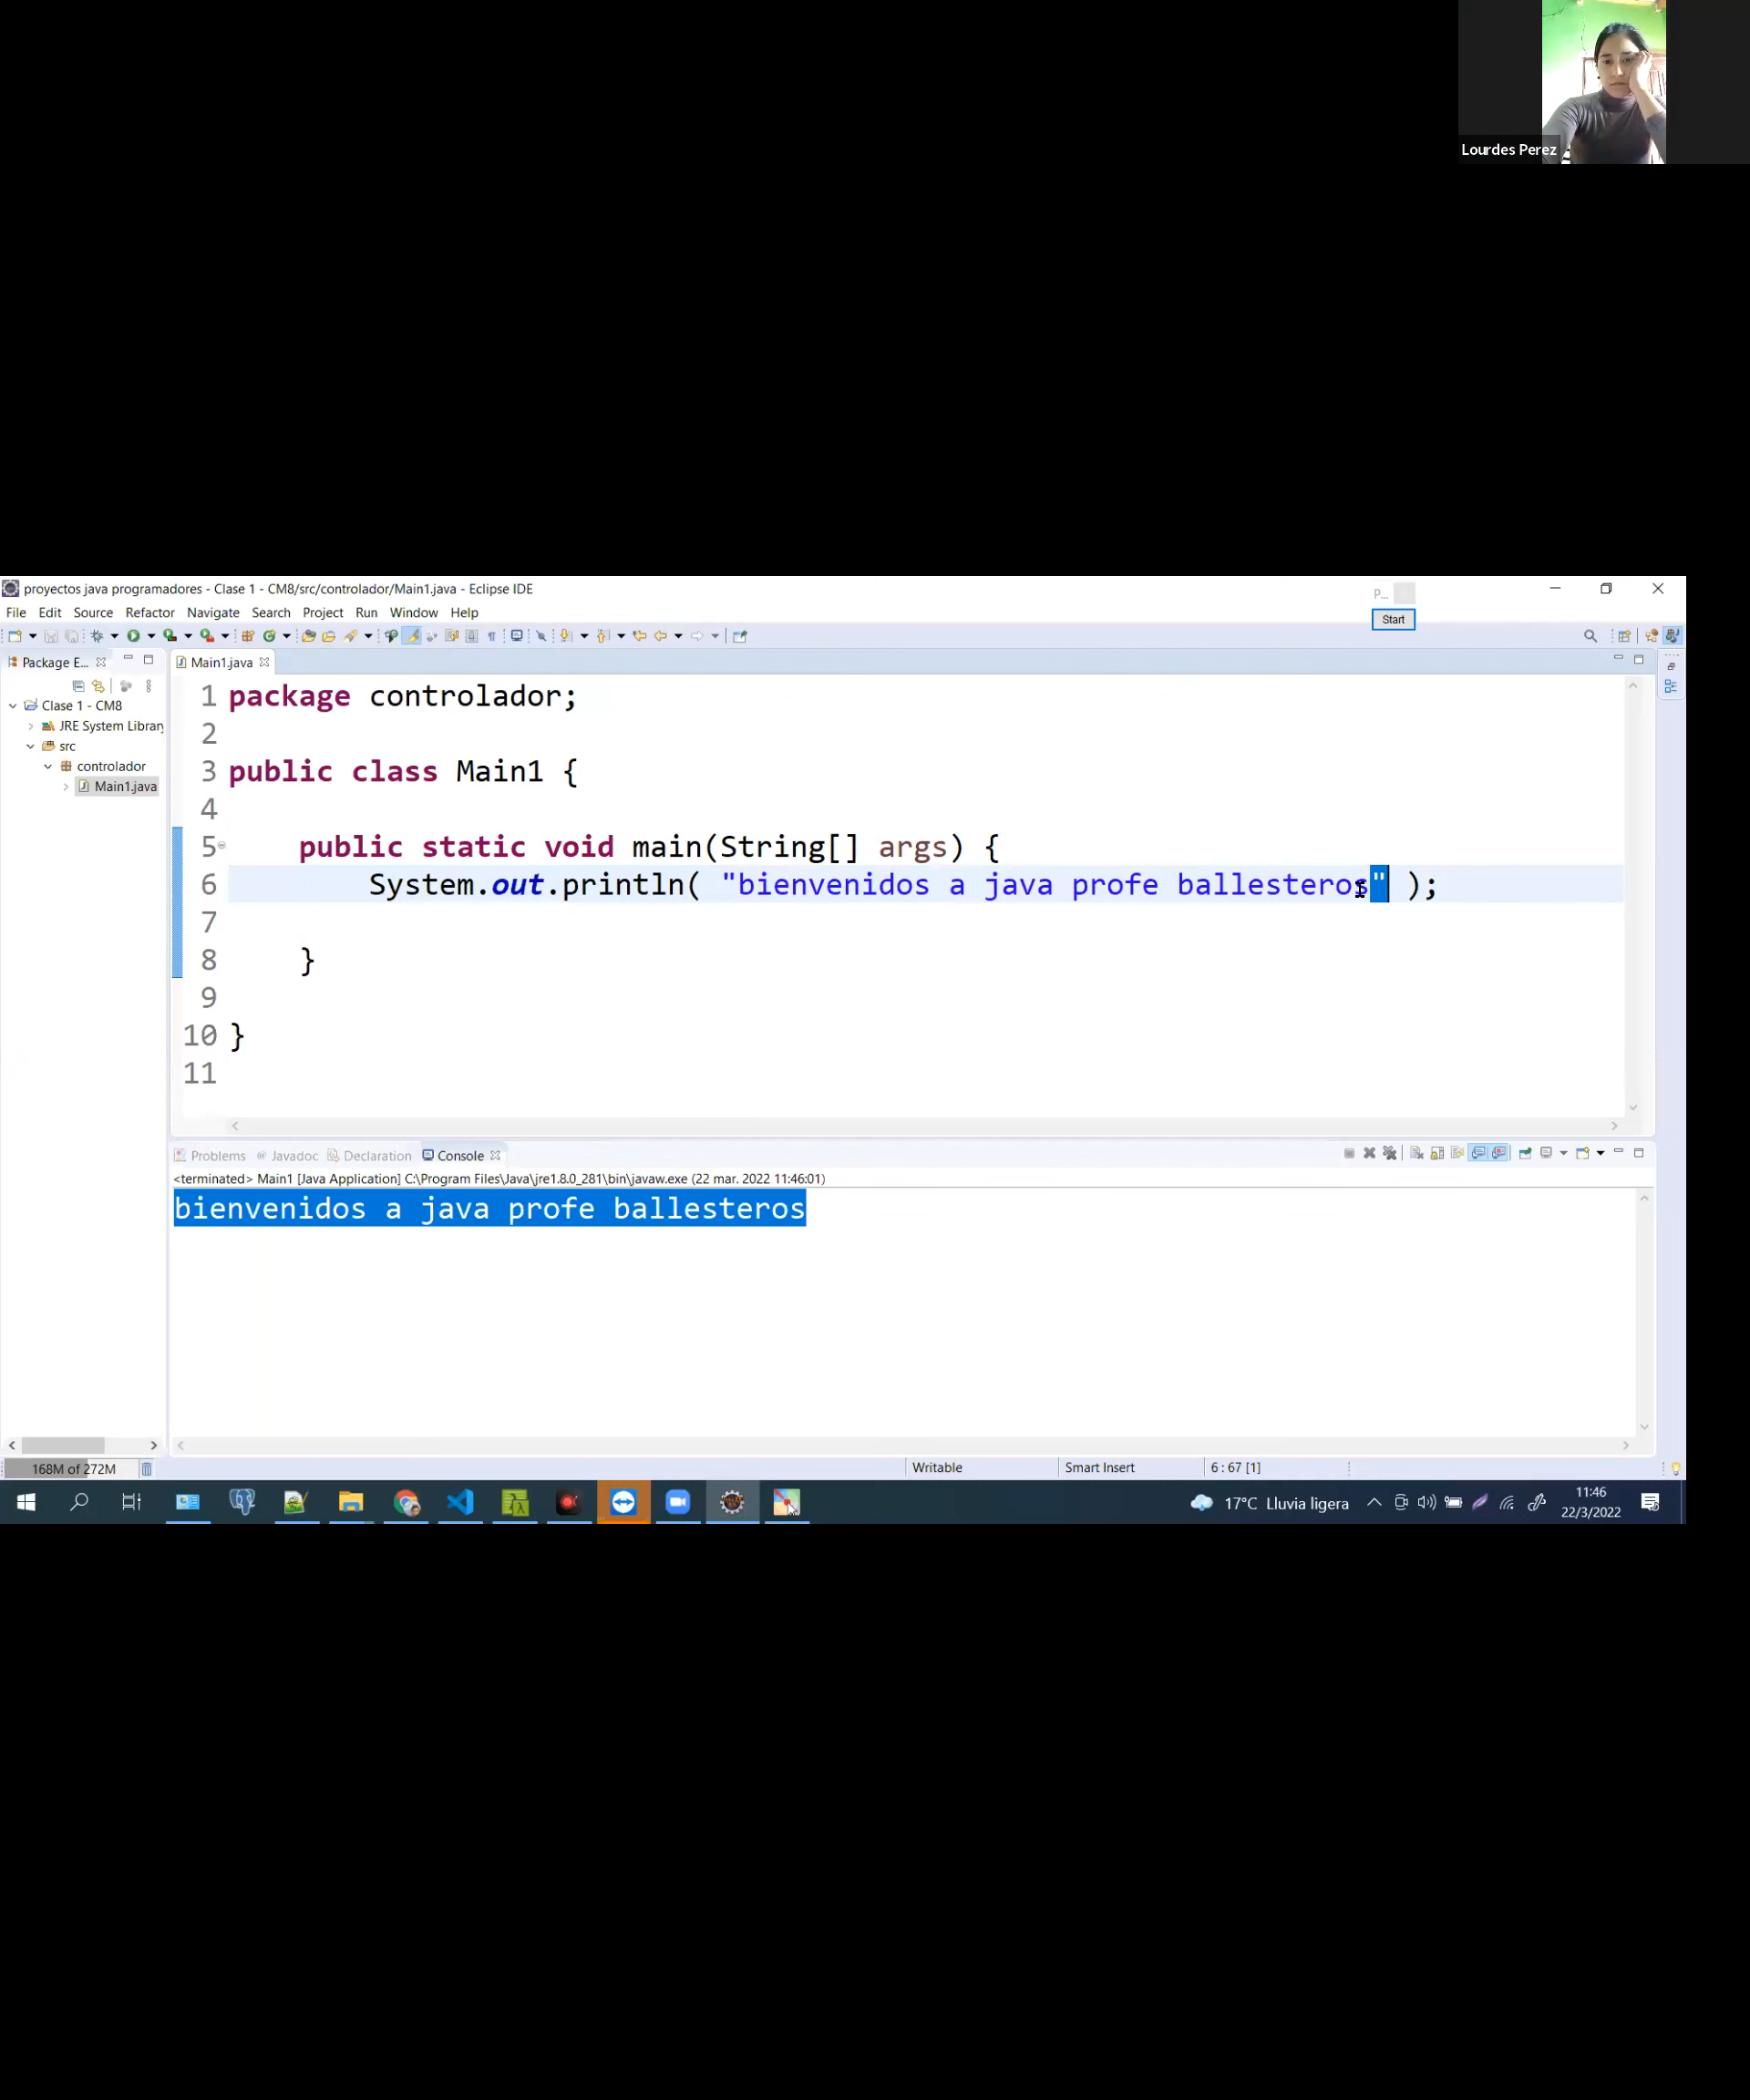 Lourdes Perez
proyectos java programadores - Clase 1 - CM8/src/controlador/Main1.java - Eclipse IDE
P...
File Edit Source Refactor Navigate Search Project Run Window Help
Start
Package E...
Main1.java
Clase 1 - CM8
JRE System Library
src
controlador
Main1.java
1 package controlador;
2
3 public class Main1 {
4
5 public static void main(String[] args) {
6 System.out.println( "bienvenidos a java profe ballesteros" );
7
8 }
9
10 }
11
Problems Javadoc Declaration Console
<terminated> Main1 [Java Application] C:\Program Files\Java\jre1.8.0_281\bin\javaw.exe (22 mar. 2022 11:46:01)
bienvenidos a java profe ballesteros
168M of 272M
Writable
Smart Insert
6 : 67 [1]
17°C Lluvia ligera
11:46
22/3/2022